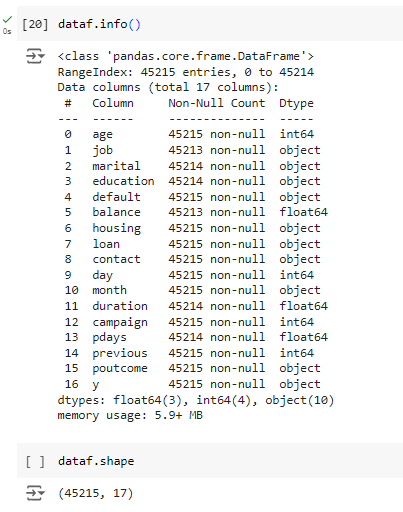 [20] dataf.info()
0s
<class 'pandas.core.frame.DataFrame'>
RangeIndex: 45215 entries, 0 to 45214
Data columns (total 17 columns):
 #   Column     Non-Null Count  Dtype
---  ------     --------------  -----
 0   age        45215 non-null  int64
 1   job        45213 non-null  object
 2   marital    45214 non-null  object
 3   education  45214 non-null  object
 4   default    45215 non-null  object
 5   balance    45213 non-null  float64
 6   housing    45215 non-null  object
 7   loan       45215 non-null  object
 8   contact    45215 non-null  object
 9   day        45215 non-null  int64
 10  month      45215 non-null  object
 11  duration   45214 non-null  float64
 12  campaign   45215 non-null  int64
 13  pdays      45214 non-null  float64
 14  previous   45215 non-null  int64
 15  poutcome   45215 non-null  object
 16  y          45215 non-null  object
dtypes: float64(3), int64(4), object(10)
memory usage: 5.9+ MB
[ ] dataf.shape
(45215, 17)